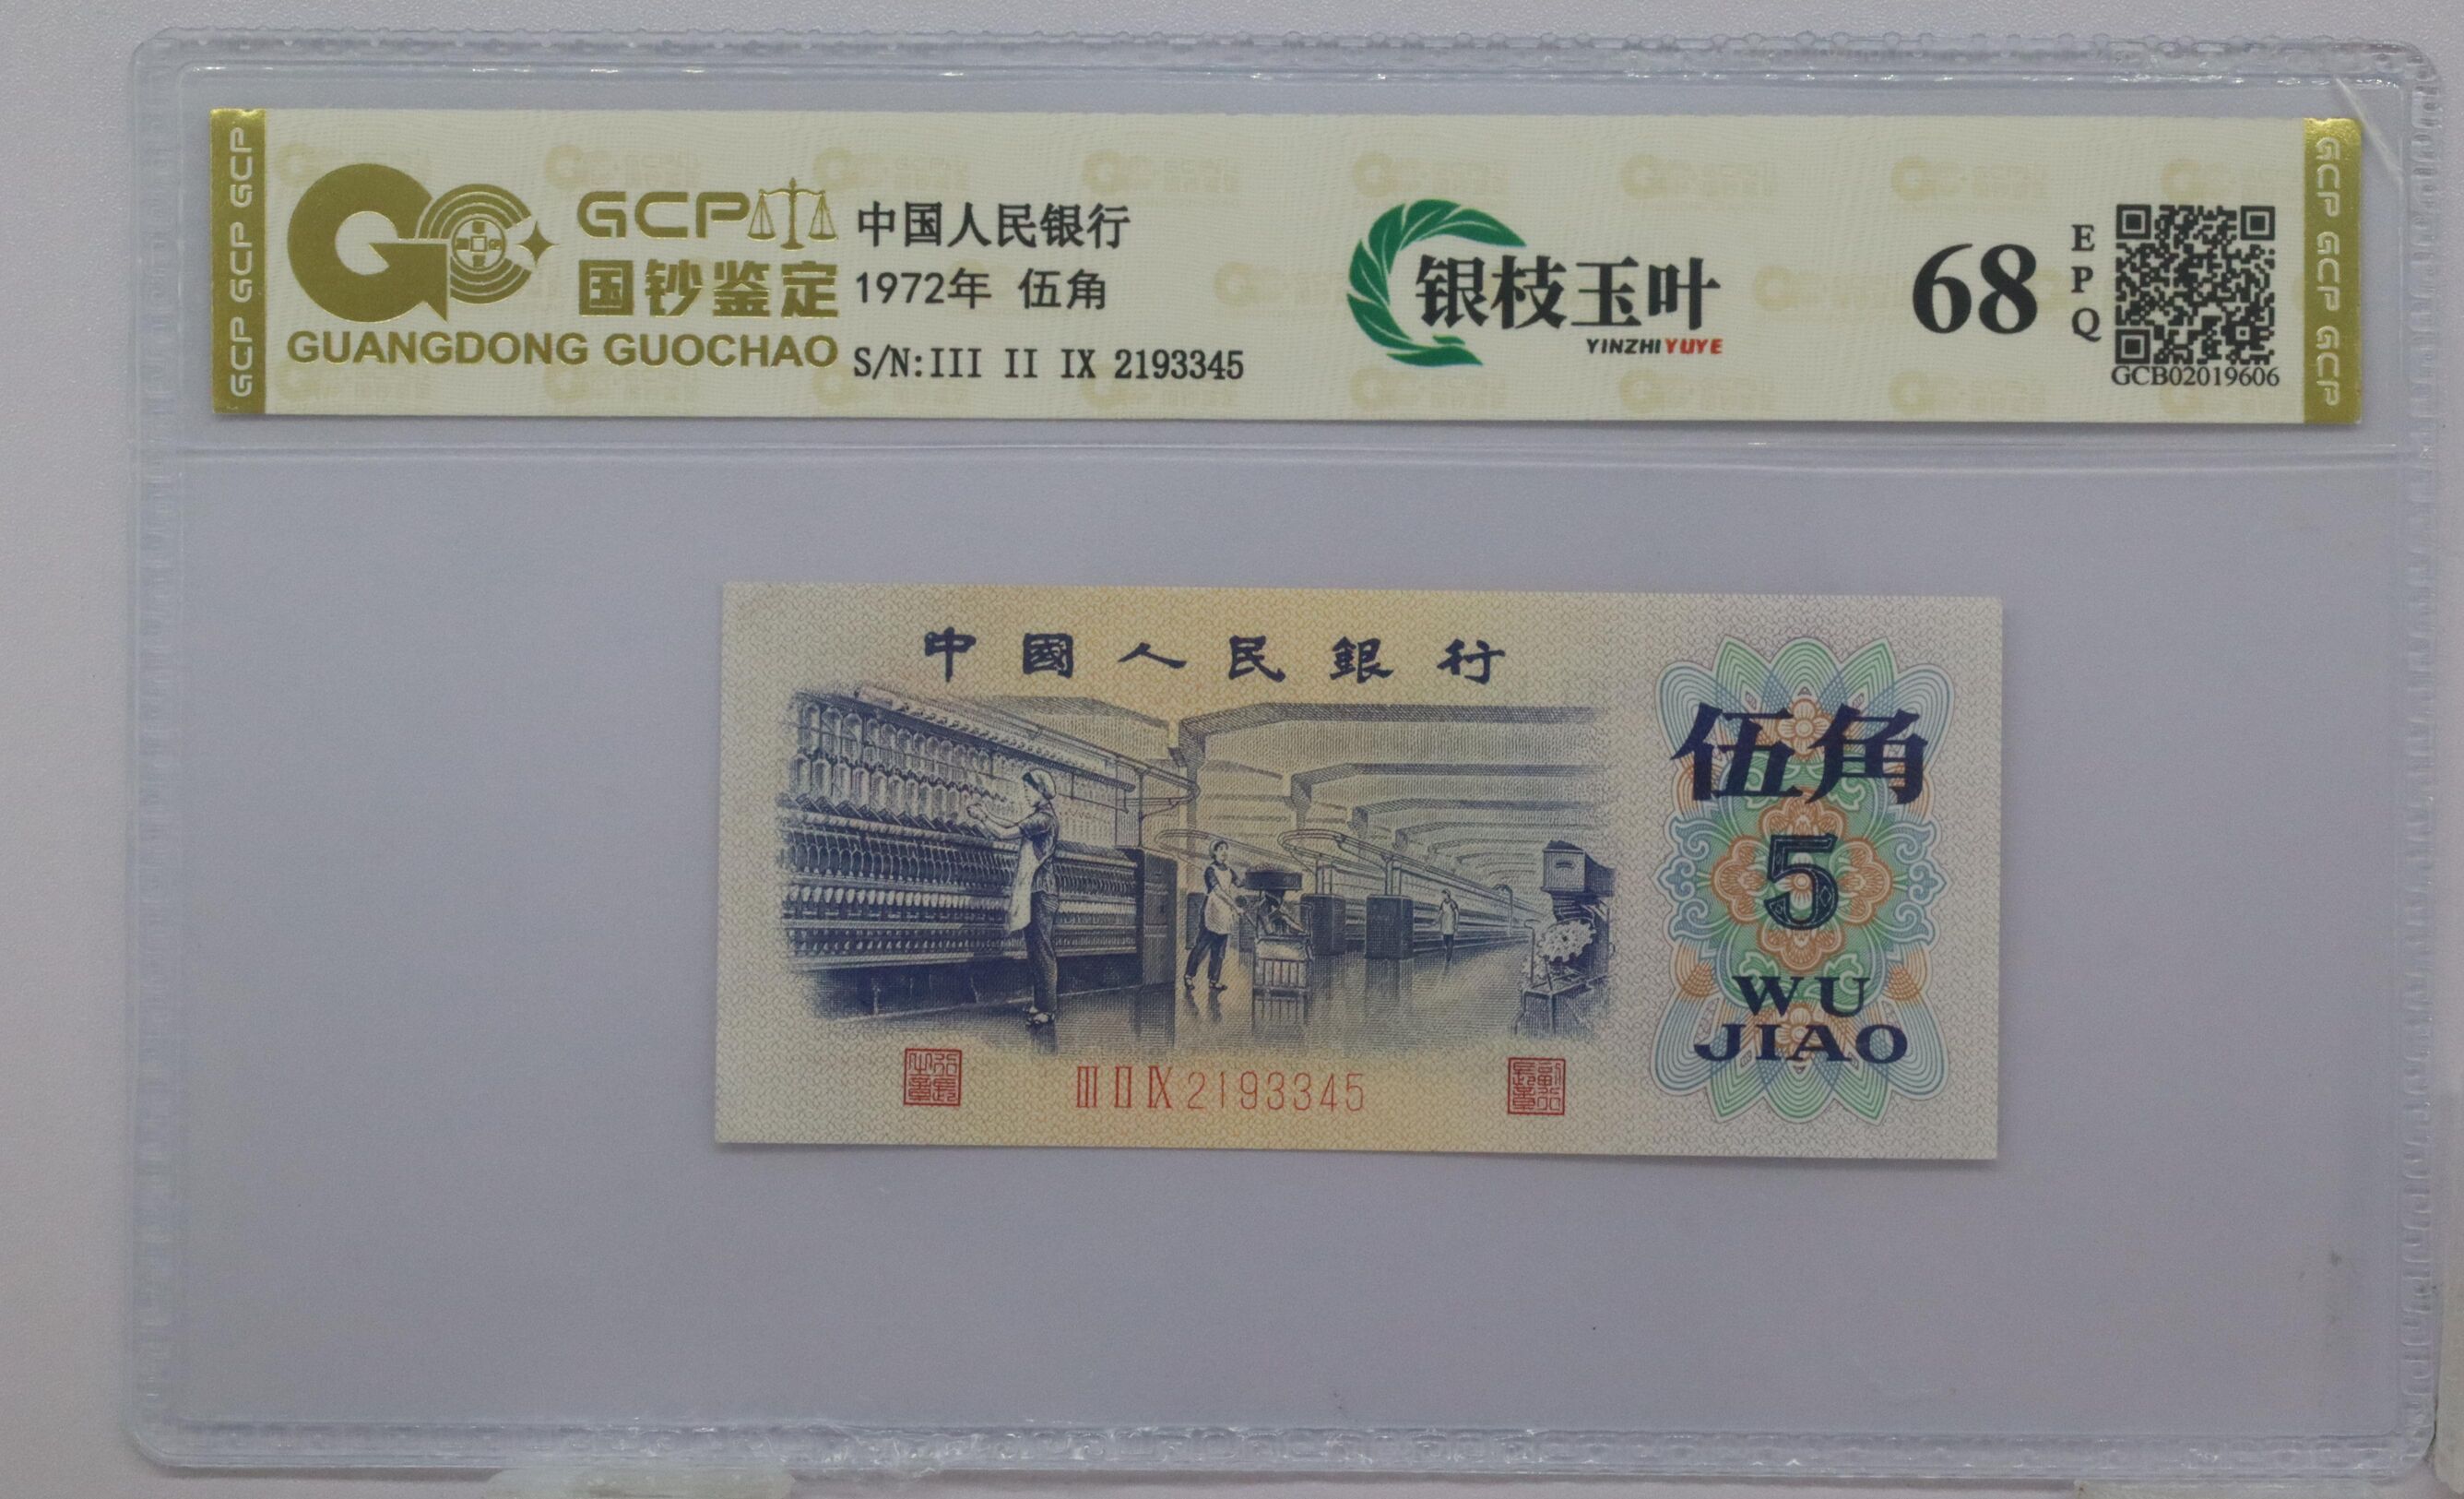 GCP GCP GCP
GCP
国钞鉴定
GUANGDONG GUOCHAO
中国人民银行
1972年 伍角
S/N:III II IX 2193345
银枝玉叶
YINZHIYUYE
68
EPQ
GCB02019606
GCP GCP GCP
中國人民銀行
伍角
5
WU
JIAO
III II IX 2193345